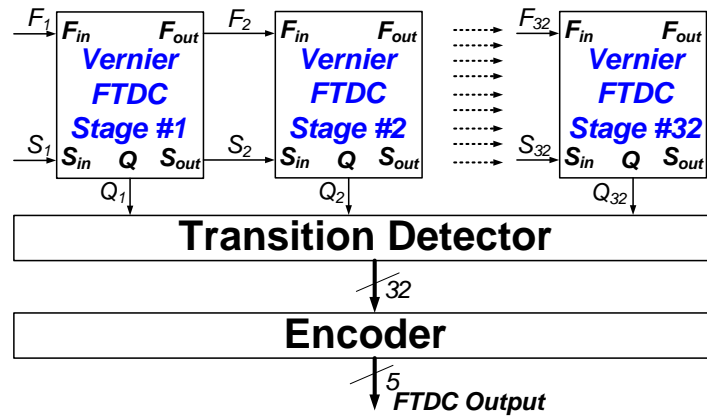 F1 Fin Fout F2 Fin Fout F32 Fin Fout
Vernier Vernier Vernier
FTDC FTDC FTDC
Stage #1 Stage #2 Stage #32
S1 Sin Q Sout S2 Sin Q Sout S32 Sin Q Sout
Q1 Q2 Q32
Transition Detector
32
Encoder
5
FTDC Output